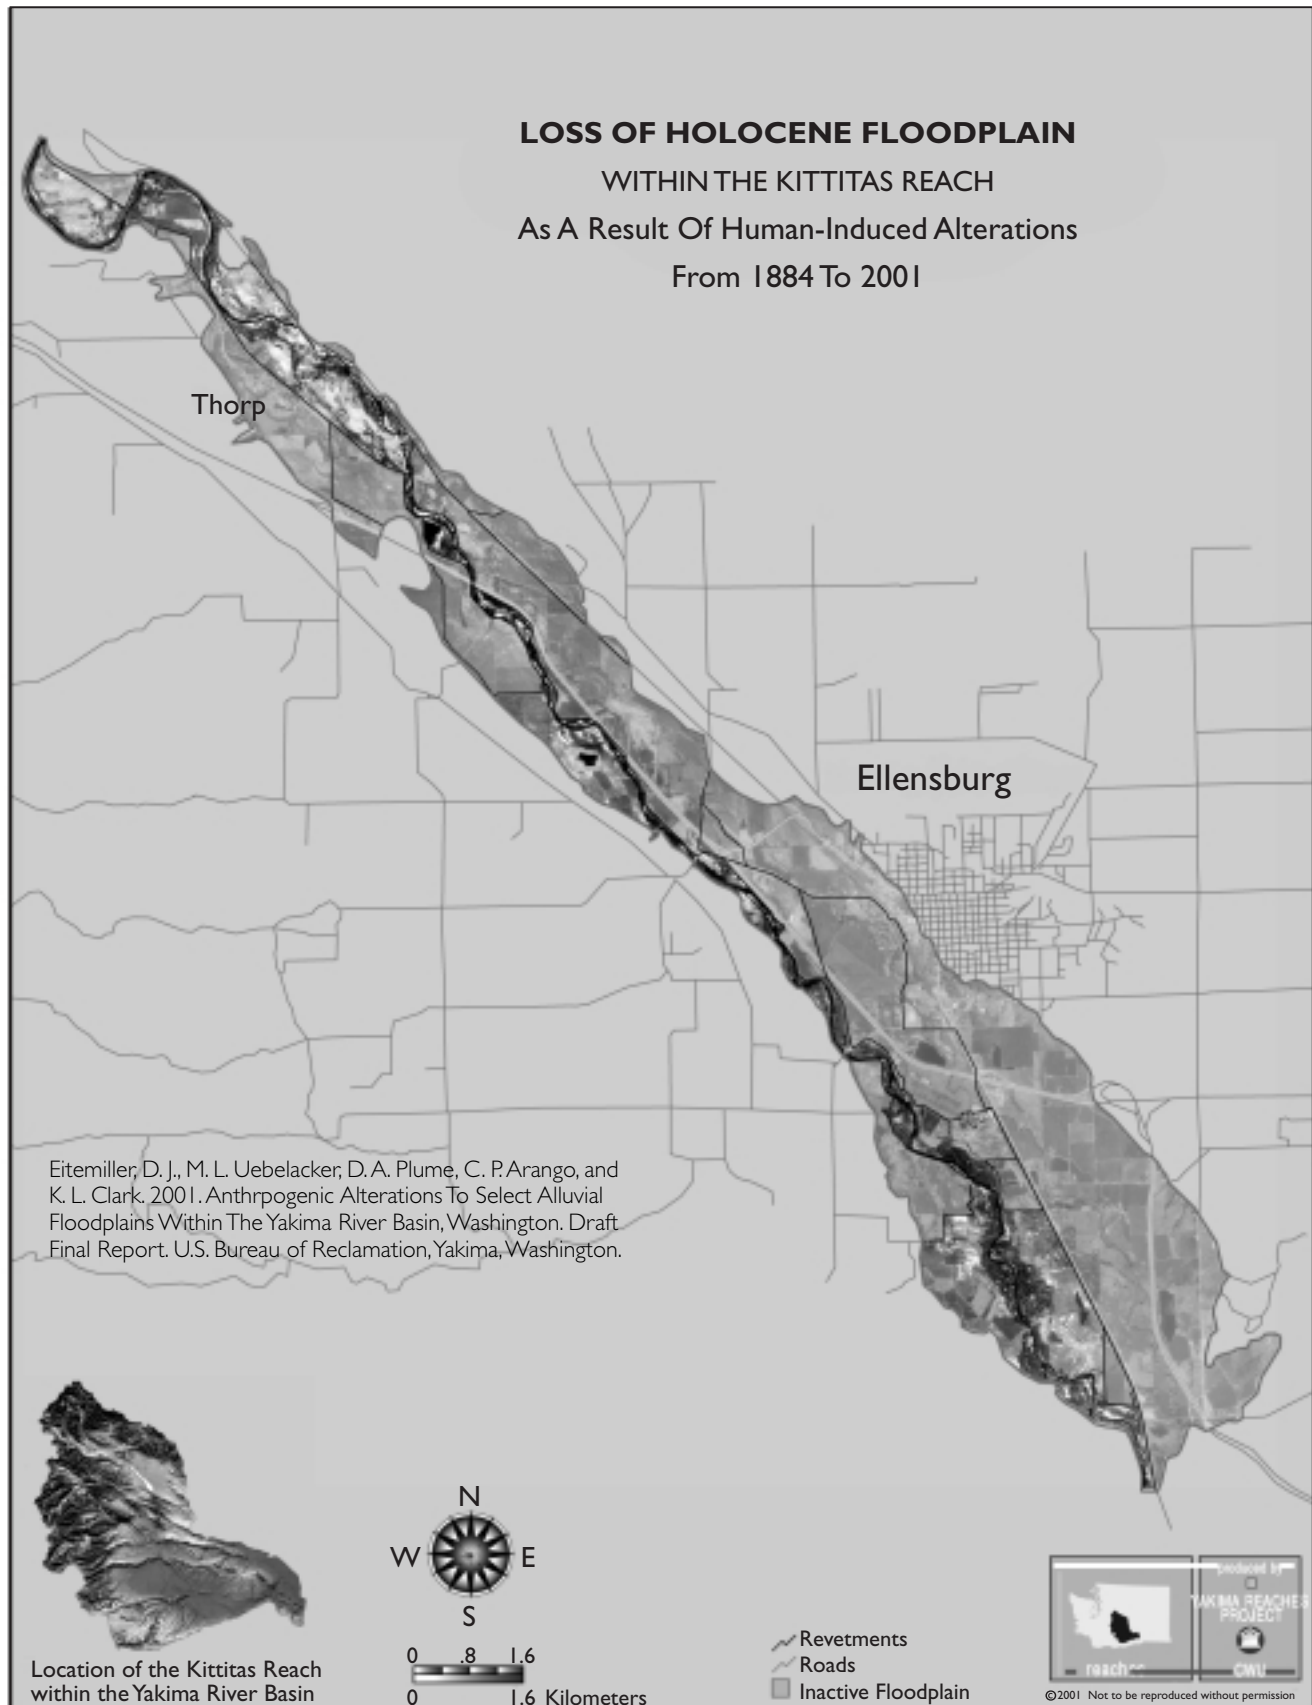 LOSS OF HOLOCENE FLOODPLAIN
WITHIN THE KITTITAS REACH
As A Result Of Human-Induced Alterations
From 1884 To 2001
Thorp
Ellensburg
Eitemiller, D. J., M. L. Uebelacker, D. A. Plume, C. P. Arango, and
K. L. Clark. 2001. Anthrpogenic Alterations To Select Alluvial
Floodplains Within The Yakima River Basin, Washington. Draft
Final Report. U.S. Bureau of Reclamation, Yakima, Washington.
N
W E
S
0 .8 1.6
0 1.6 Kilometers
Location of the Kittitas Reach
within the Yakima River Basin
Revetments
Roads
Inactive Floodplain
produced by
YAKIMA REACHES
PROJECT
CWU
reaches
©2001 Not to be reproduced without permission